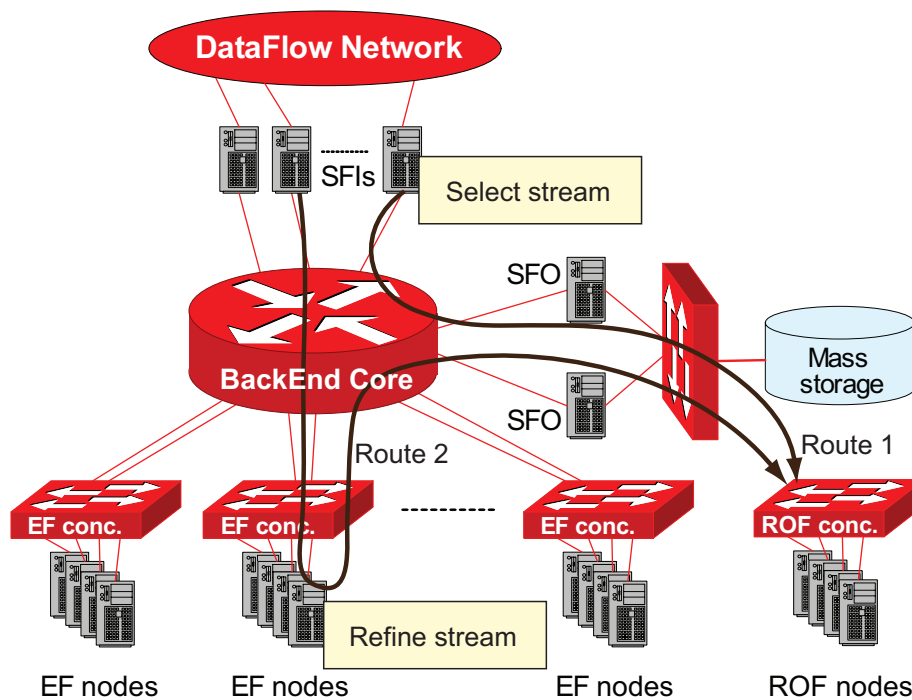 DataFlow Network
SFIs
Select stream
SFO
BackEnd Core
Mass
storage
SFO
Route 2
Route 1
EF conc.
EF conc.
EF conc.
ROF conc.
Refine stream
EF nodes
EF nodes
EF nodes
ROF nodes